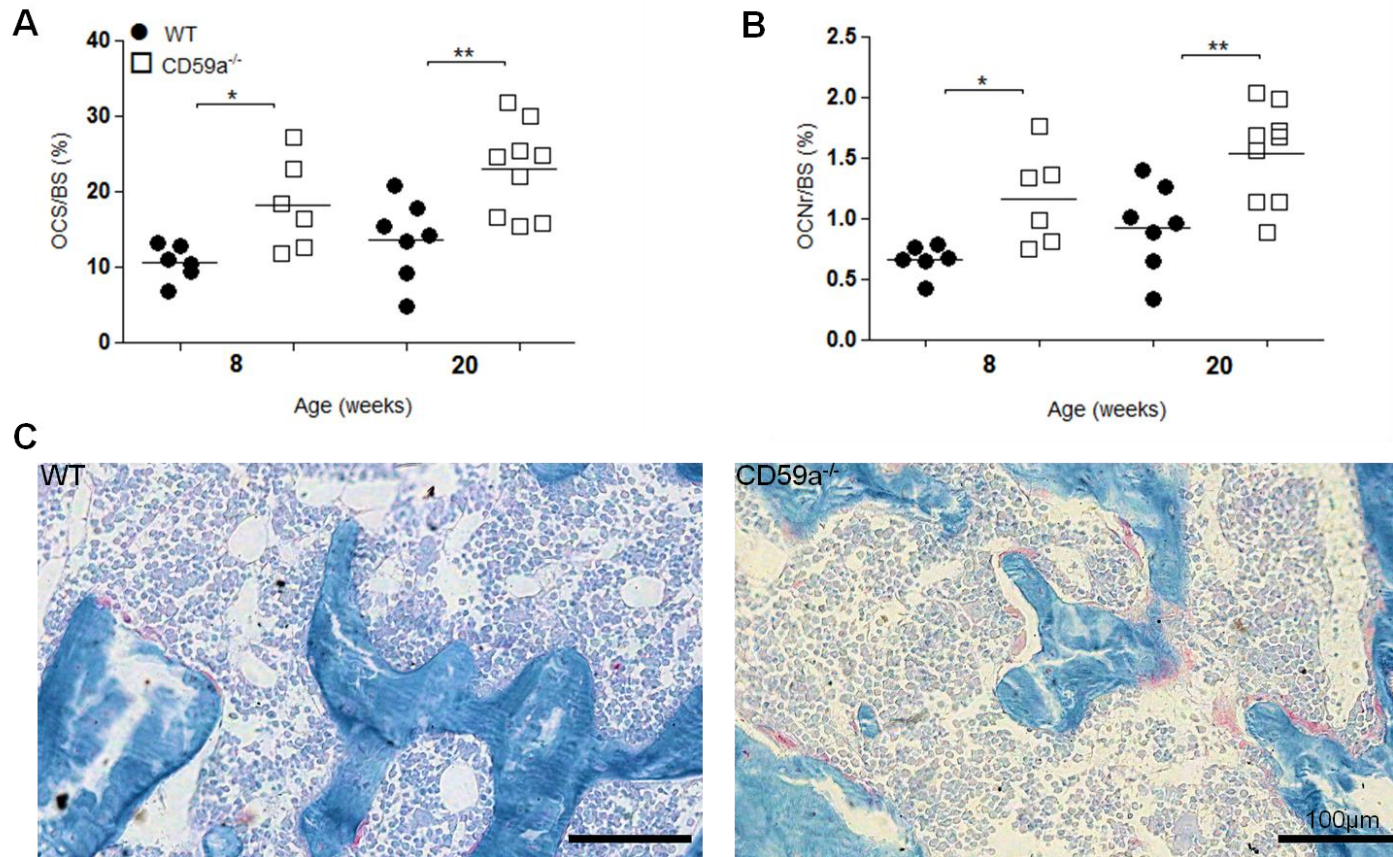 A
WT
CD59a-/-
40
30
20
10
0
OCS/BS (%)
*
**
8
20
Age (weeks)
B
2.5
2.0
1.5
1.0
0.5
0.0
OCNr/BS (%)
*
**
8
20
Age (weeks)
C
WT
CD59a-/-
100µm